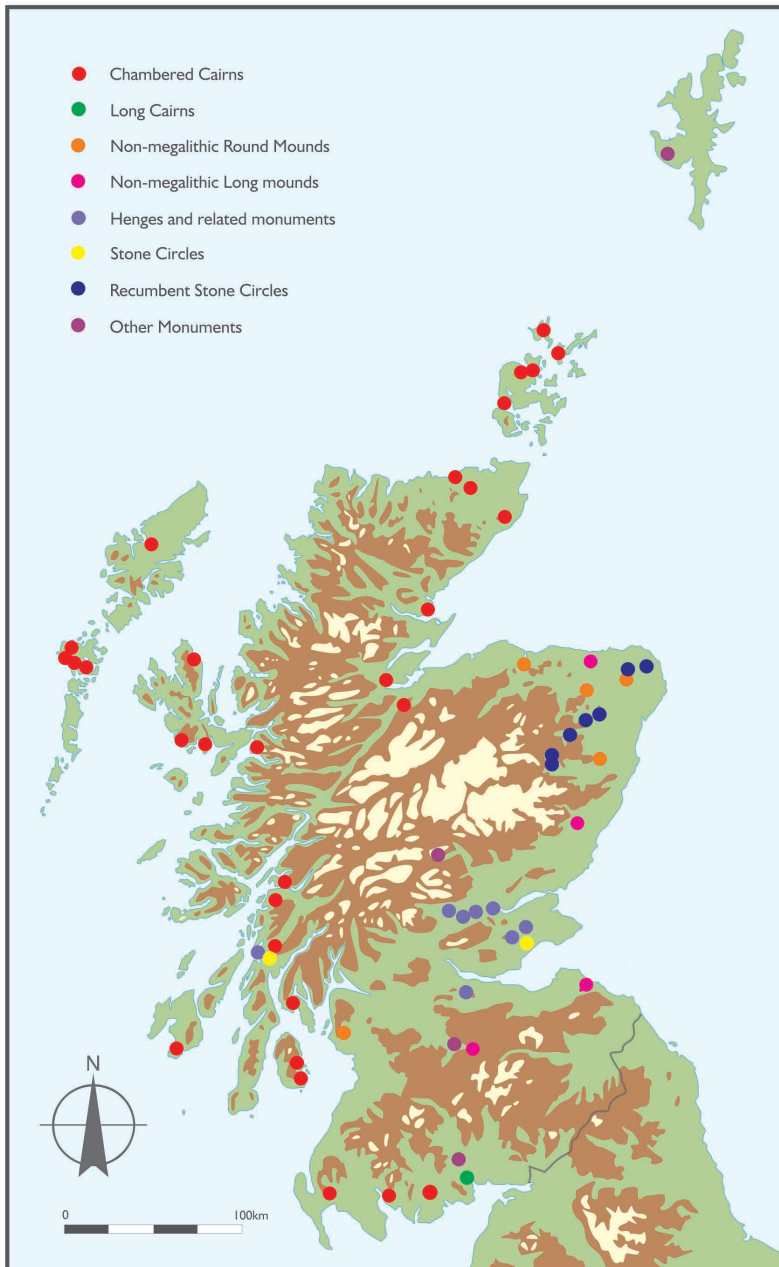 Chambered Cairns
Long Cairns
Non-megalithic Round Mounds
Non-megalithic Long mounds
Henges and related monuments
Stone Circles
Recumbent Stone Circles
Other Monuments
N
0 100km